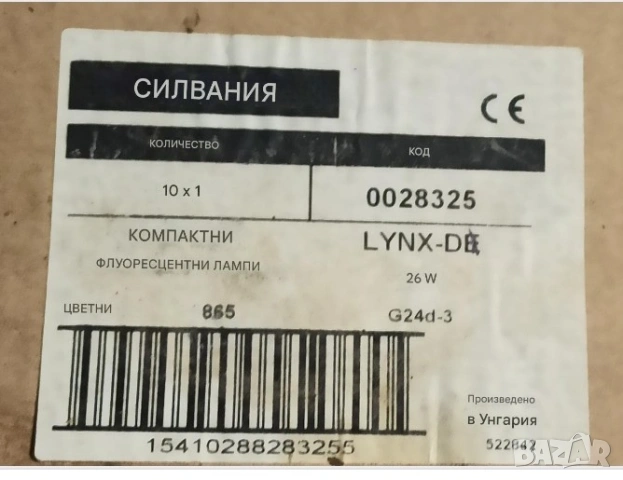 СИЛВАНИЯ
CE
КОЛИЧЕСТВО КОД
10 x 1 0028325
КОМПАКТНИ LYNX-DE
ФЛУОРЕСЦЕНТНИ ЛАМПИ 26 W
ЦВЕТНИ 865 G24d-3
Произведено
в Унгария
15410288283255 522842
BAZAR